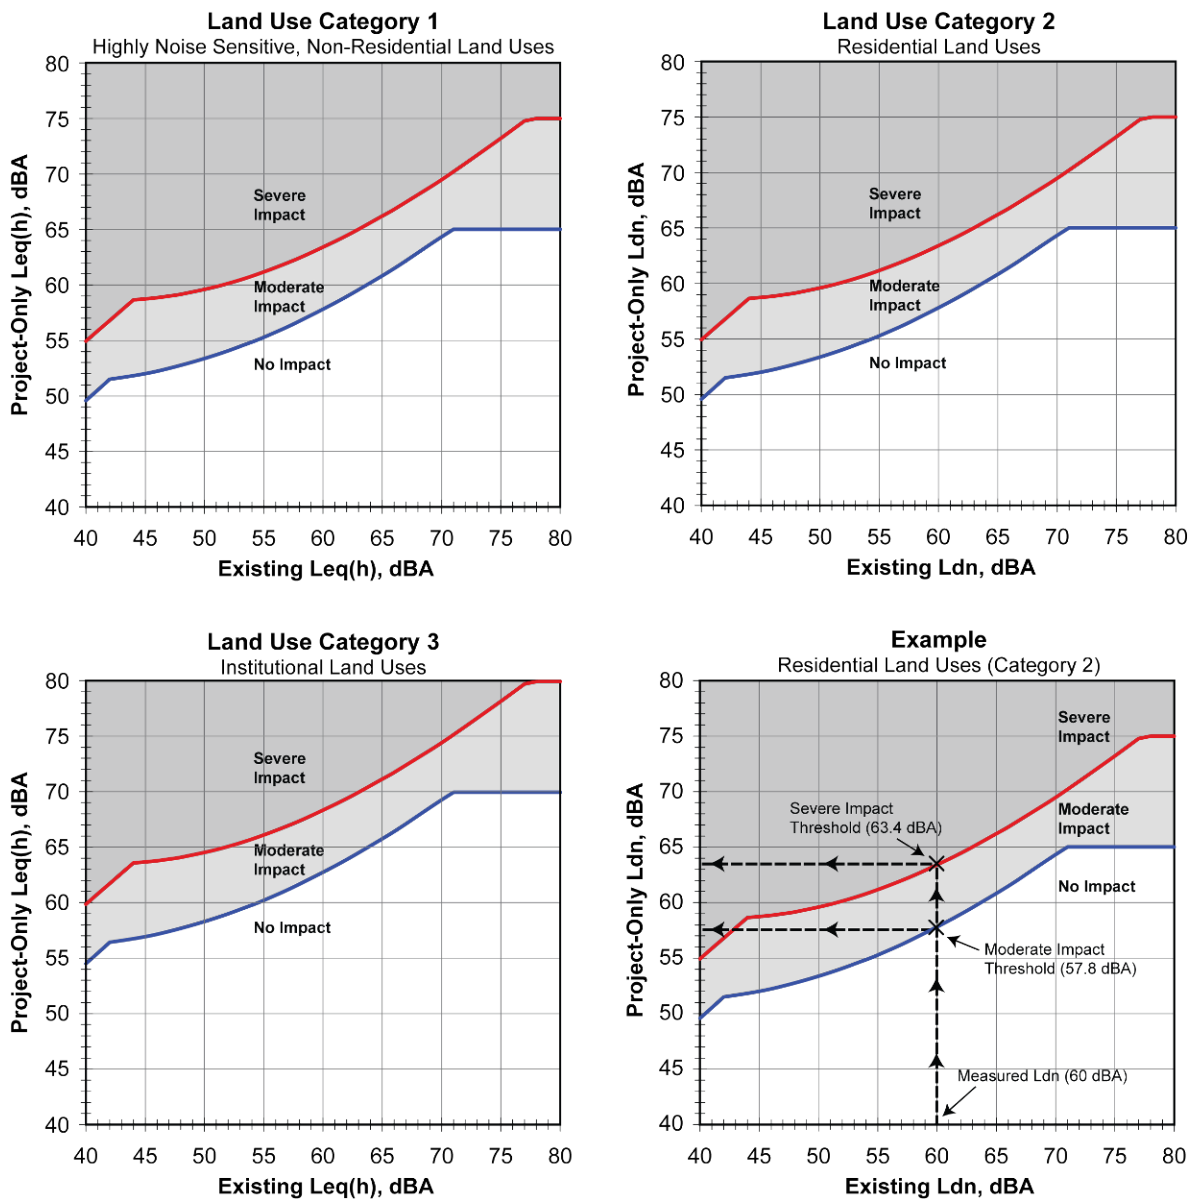 Land Use Category 1
Highly Noise Sensitive, Non-Residential Land Uses
80
75
70
65
60
55
50
45
40
Project-Only Leq(h), dBA
Severe
Impact
Moderate
Impact
No Impact
40 45 50 55 60 65 70 75 80
Existing Leq(h), dBA
Land Use Category 2
Residential Land Uses
80
75
70
65
60
55
50
45
40
Project-Only Ldn, dBA
Severe
Impact
Moderate
Impact
No Impact
40 45 50 55 60 65 70 75 80
Existing Ldn, dBA
Land Use Category 3
Institutional Land Uses
80
75
70
65
60
55
50
45
40
Project-Only Leq(h), dBA
Severe
Impact
Moderate
Impact
No Impact
40 45 50 55 60 65 70 75 80
Existing Leq(h), dBA
Example
Residential Land Uses (Category 2)
80
75
70
65
60
55
50
45
40
Project-Only Ldn, dBA
Severe
Impact
Severe Impact
Threshold (63.4 dBA)
Moderate
Impact
No Impact
Moderate Impact
Threshold (57.8 dBA)
Measured Ldn (60 dBA)
40 45 50 55 60 65 70 75 80
Existing Ldn, dBA